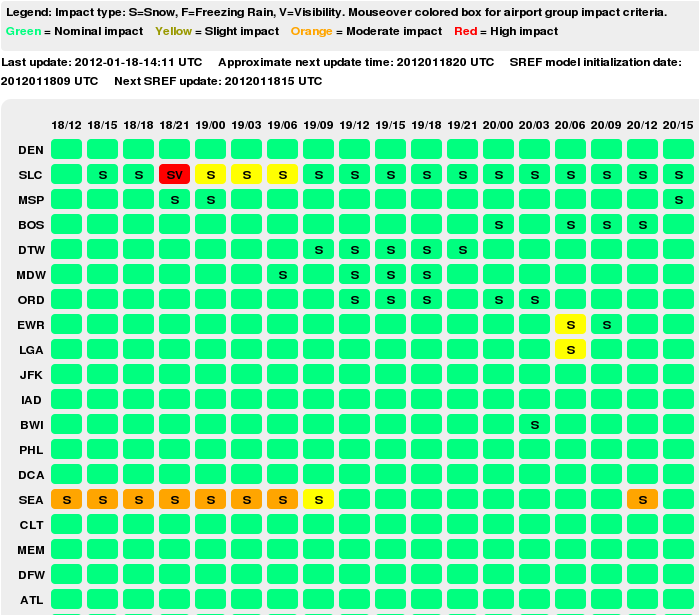 Legend: Impact type: S=Snow, F=Freezing Rain, V=Visibility. Mouseover colored box for airport group impact criteria.
Green = Nominal impact Yellow = Slight impact Orange = Moderate impact Red = High impact
Last update: 2012-01-18-14:11 UTC Approximate next update time: 2012011820 UTC SREF model initialization date:
2012011809 UTC Next SREF update: 2012011815 UTC
18/12 18/15 18/18 18/21 19/00 19/03 19/06 19/09 19/12 19/15 19/18 19/21 20/00 20/03 20/06 20/09 20/12 20/15
DEN
SLC S S SV S S S S S S S S S S S S S S
MSP S S S
BOS S S S S
DTW S S S S S
MDW S S S S
ORD S S S S S
EWR S S
LGA S
JFK
IAD
BWI S
PHL
DCA
SEA S S S S S S S S S
CLT
MEM
DFW
ATL